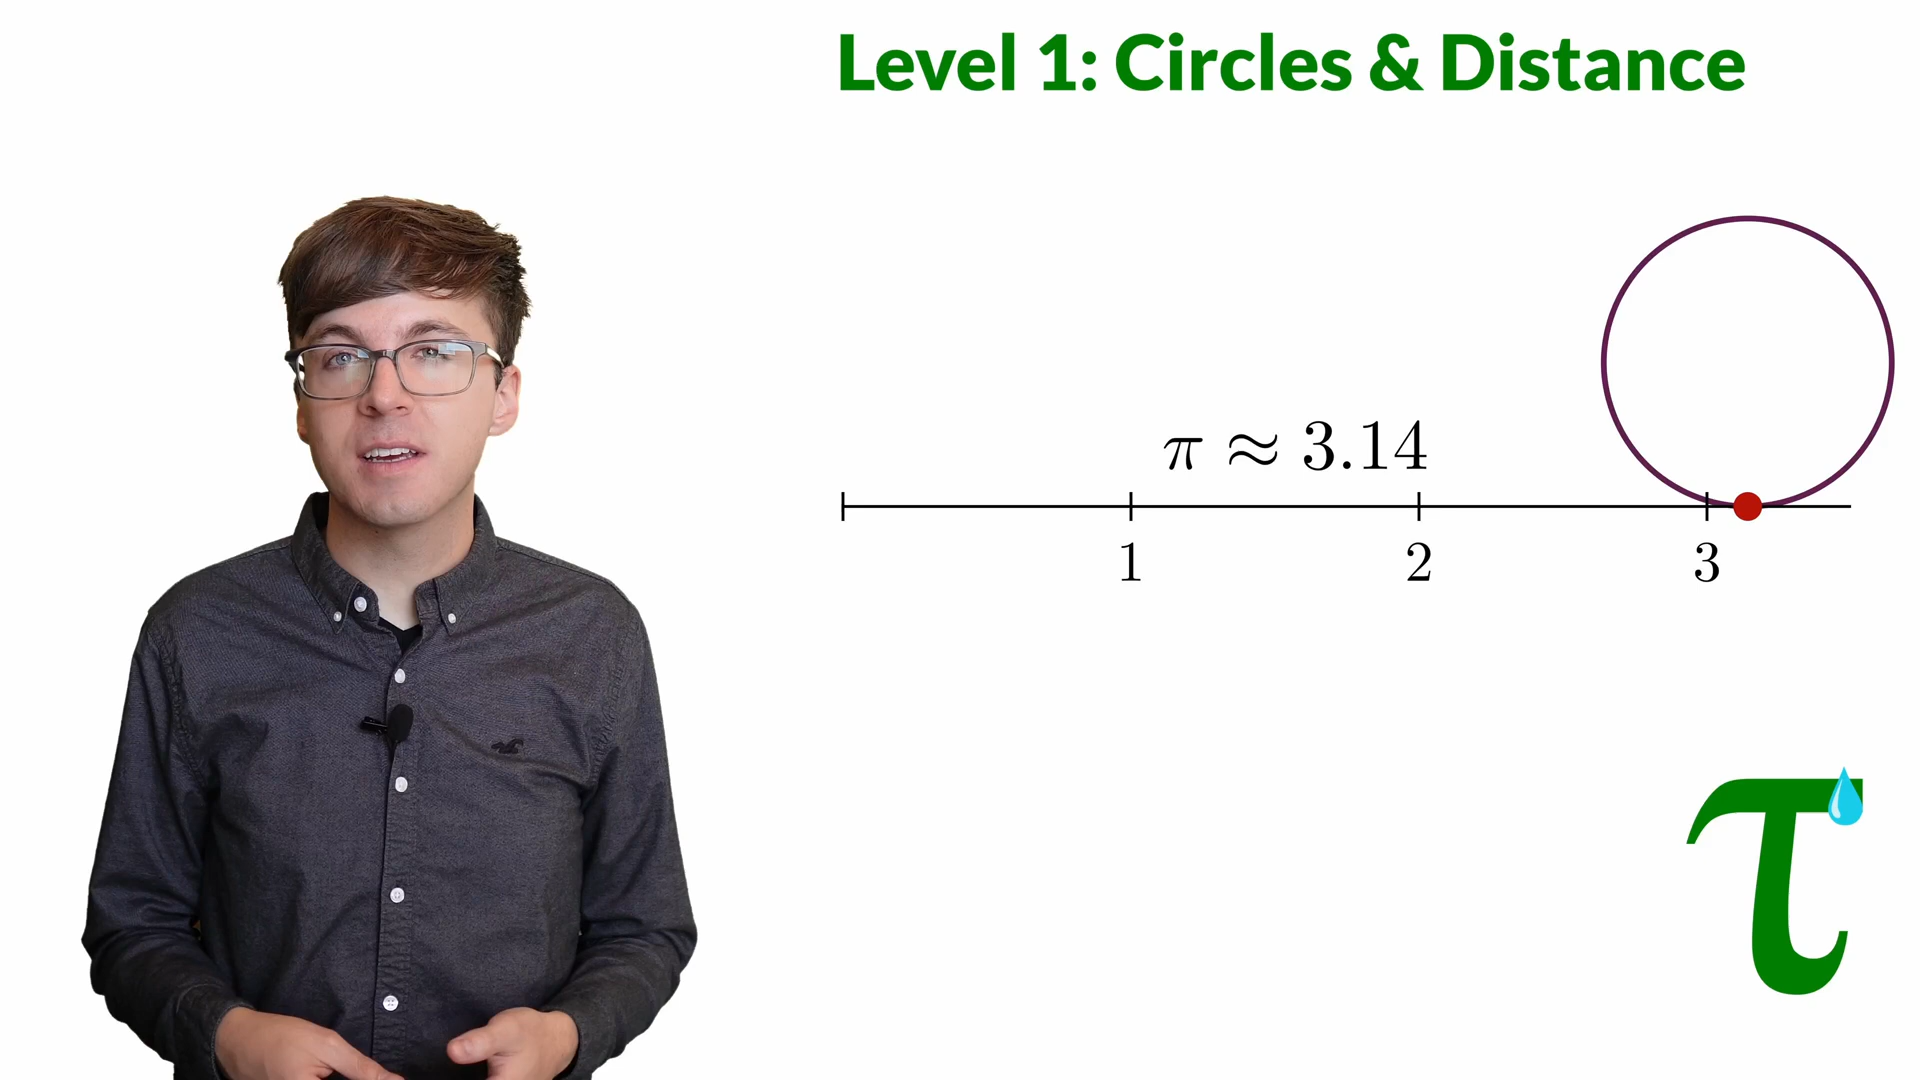 Level 1: Circles & Distance
π ≈ 3.14
1 2 3
τ